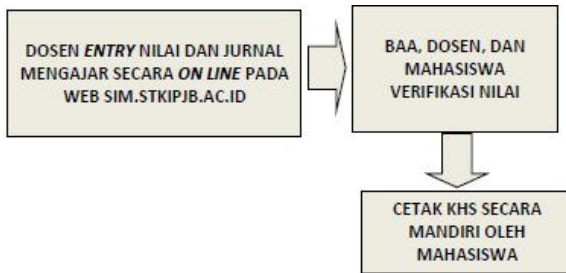 DOSEN ENTRY NILAI DAN JURNAL
MENGAJAR SECARA ON LINE PADA
WEB SIM.STKIPJB.AC.ID
BAA, DOSEN, DAN
MAHASISWA
VERIFIKASI NILAI
CETAK KHS SECARA
MANDIRI OLEH
MAHASISWA